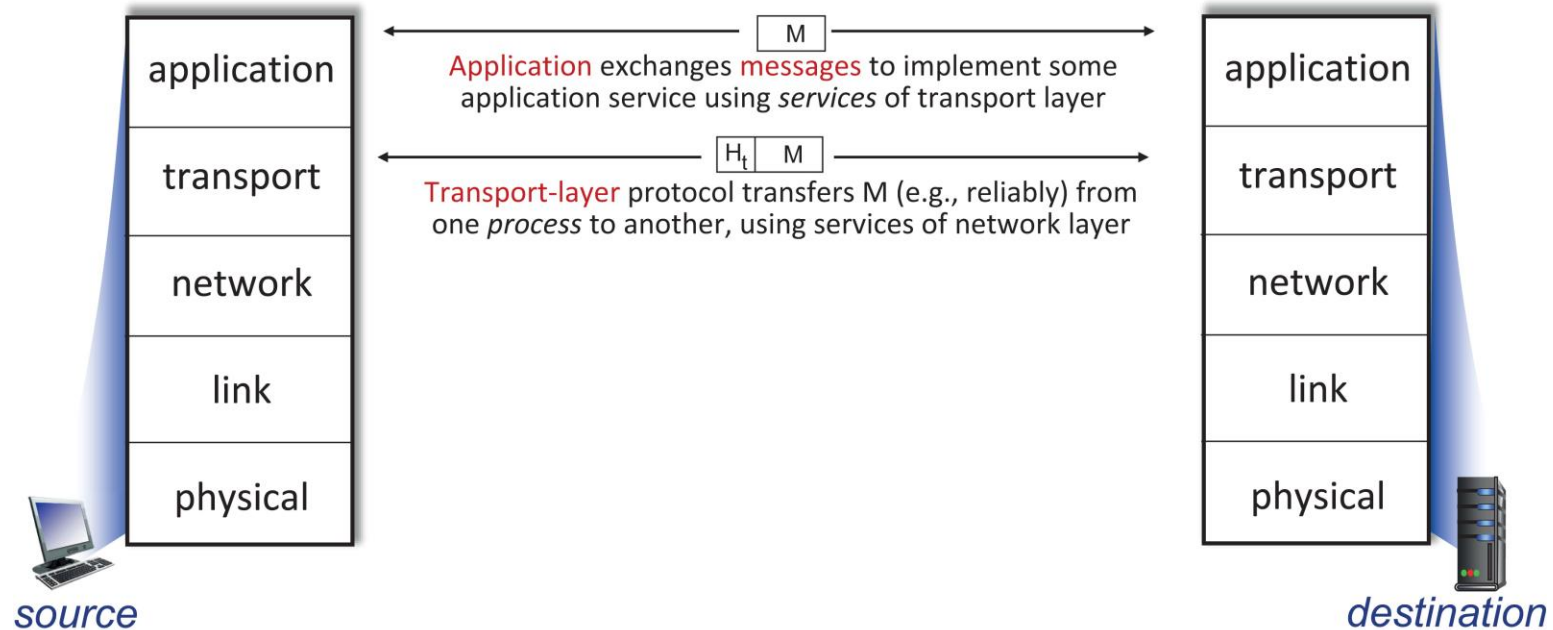 application
transport
network
link
physical
source
M
Application exchanges messages to implement some
application service using services of transport layer
Ht M
Transport-layer protocol transfers M (e.g., reliably) from
one process to another, using services of network layer
application
transport
network
link
physical
destination